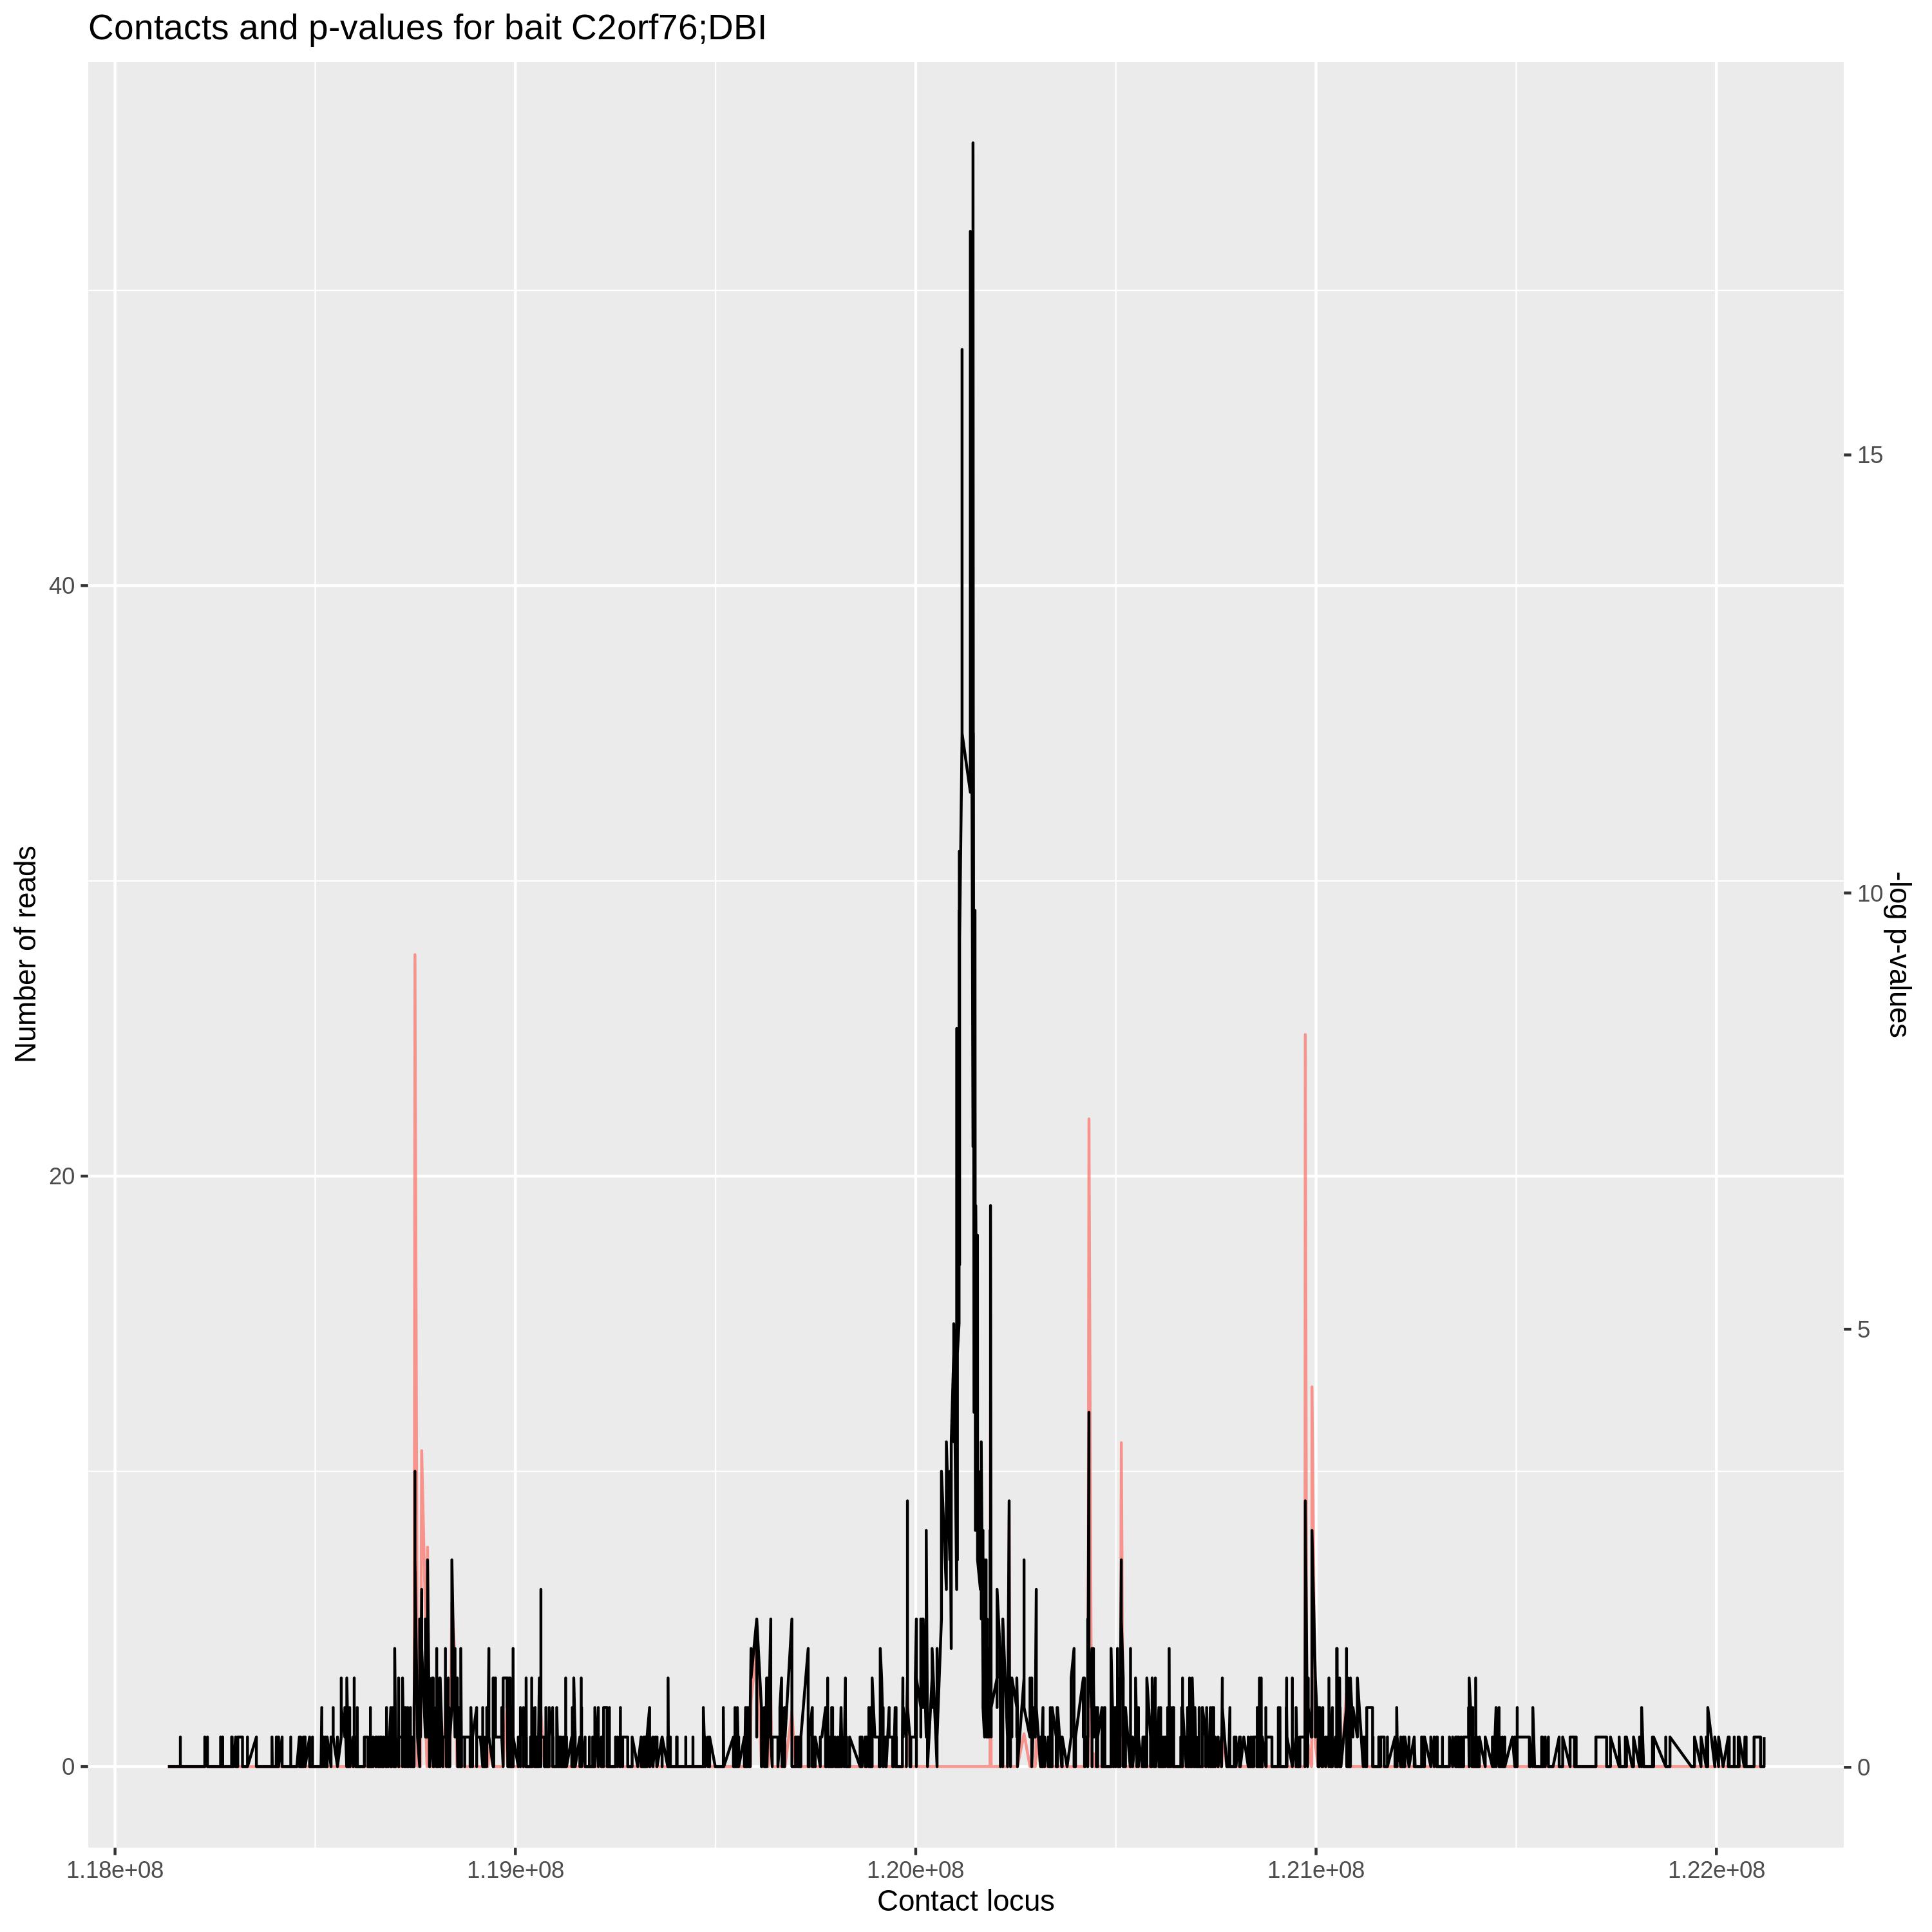 Contacts and p-values for bait C2orf76;DBI
Number of reads
40
20
0
15
10
5
0
-log p-values
1.18e+08 1.19e+08 1.20e+08 1.21e+08 1.22e+08
Contact locus